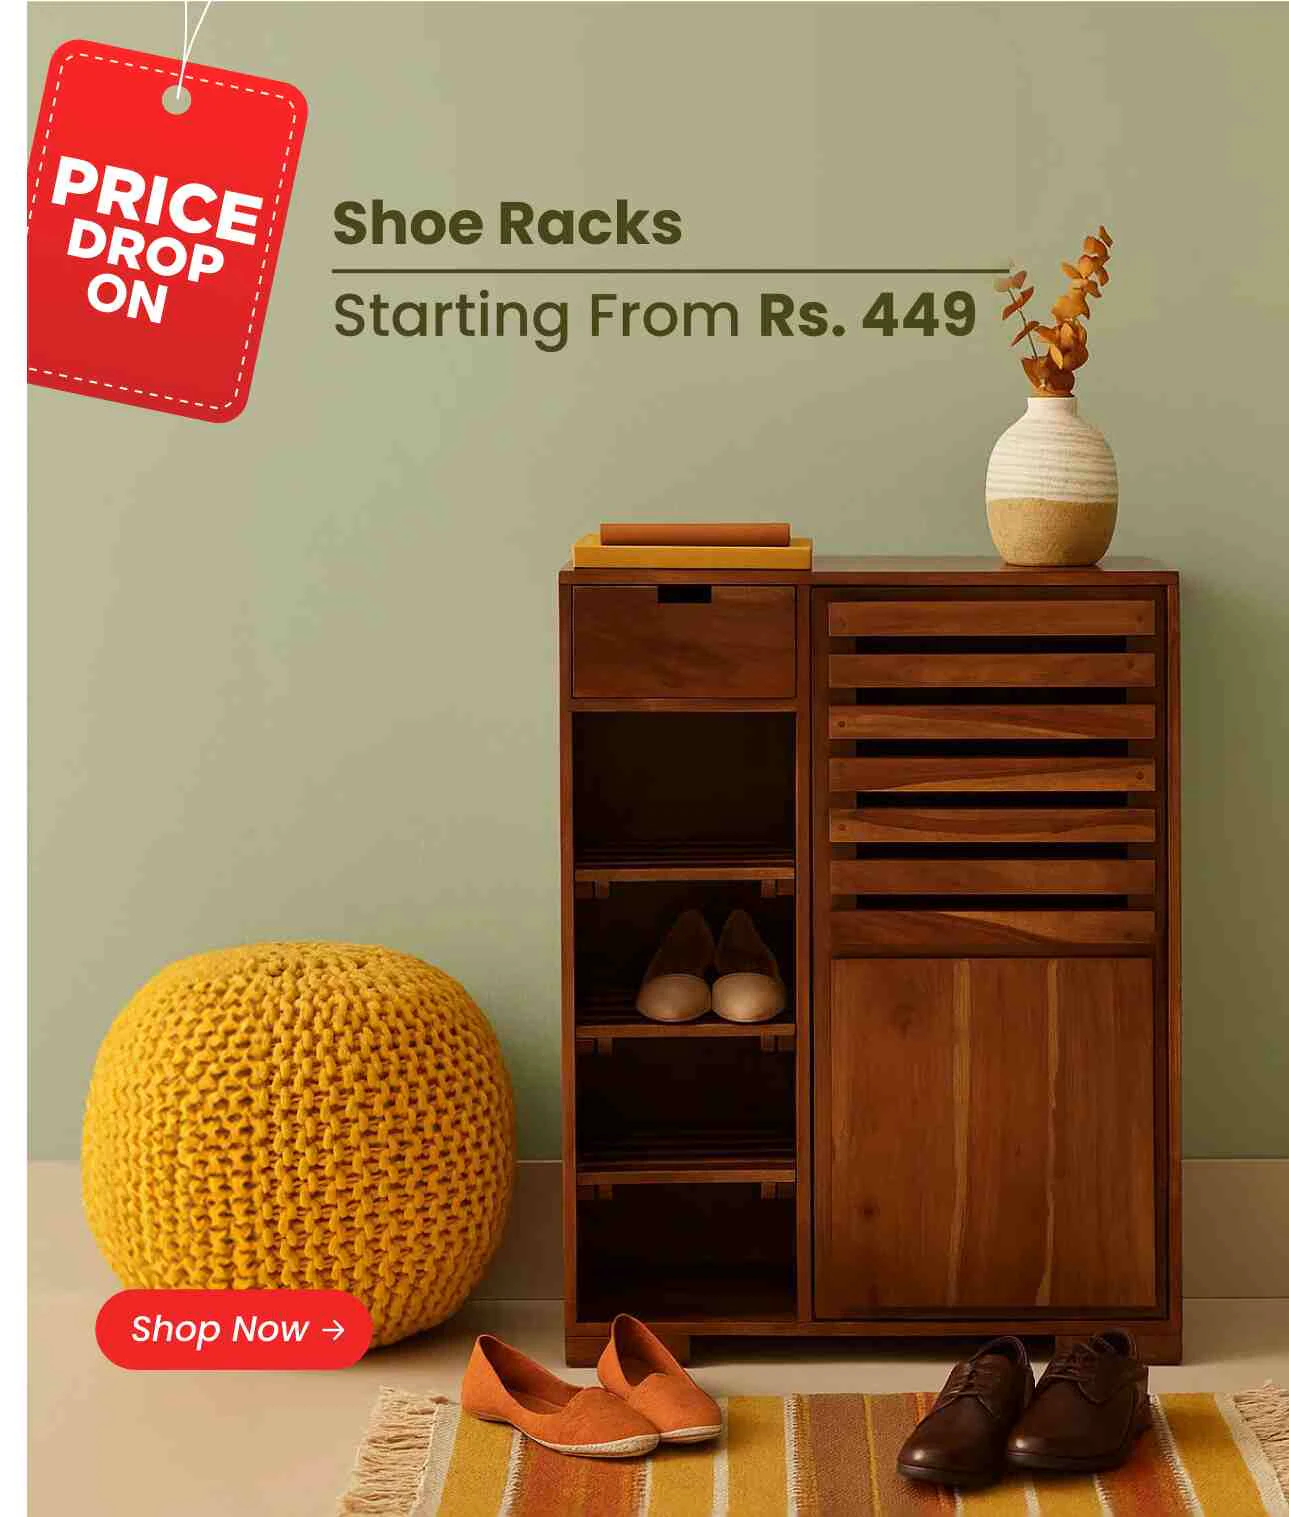 PRICE
DROP
ON
Shoe Racks
Starting From Rs. 449
Shop Now →